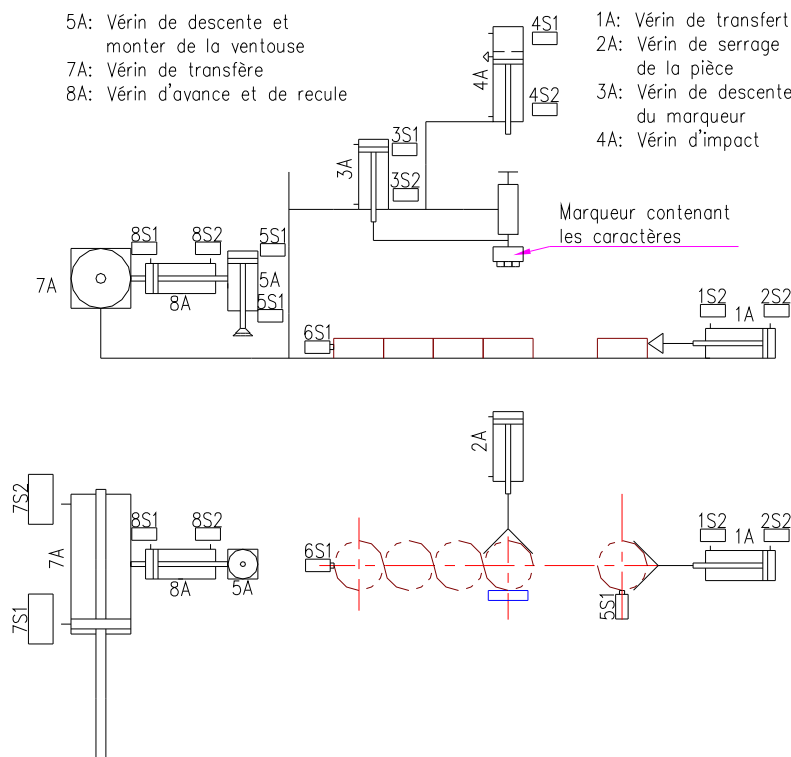 5A: Vérin de descente et
monter de la ventouse
7A: Vérin de transfère
8A: Vérin d'avance et de recule
1A: Vérin de transfert
2A: Vérin de serrage
de la pièce
3A: Vérin de descente
du marqueur
4A: Vérin d'impact
4S1
4A
4S2
3S1
3A
3S2
Marqueur contenant
les caractères
8S1
8S2
5S1
7A
5A
8A
5S1
1S2
1A
2S2
6S1
2A
7S2
8S1
8S2
7A
6S1
1S2
1A
2S2
8A
5A
7S1
5S1